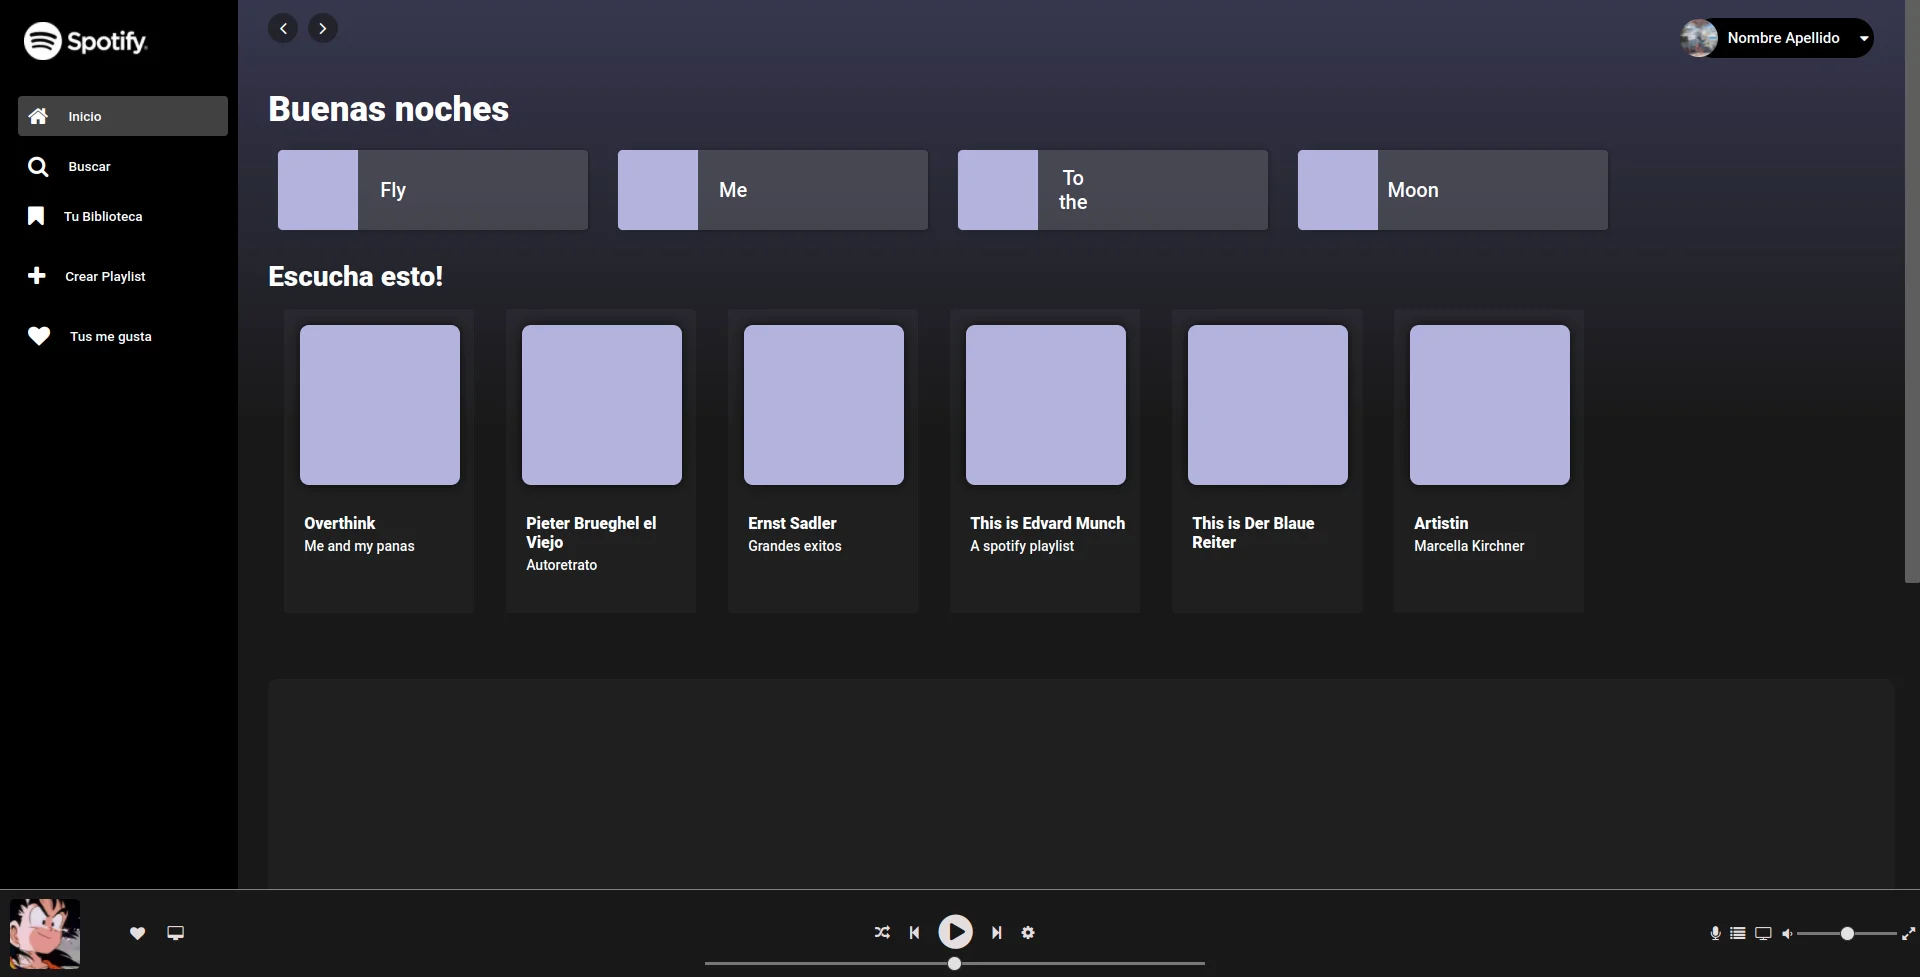 Spotify
Inicio
Buscar
Tu Biblioteca
Crear Playlist
Tus me gusta
Nombre Apellido
Buenas noches
Fly
Me
To
the
Moon
Escucha esto!
Overthink
Me and my panas
Pieter Brueghel el
Viejo
Autoretrato
Ernst Sadler
Grandes exitos
This is Edvard Munch
A spotify playlist
This is Der Blaue
Reiter
Artistin
Marcella Kirchner